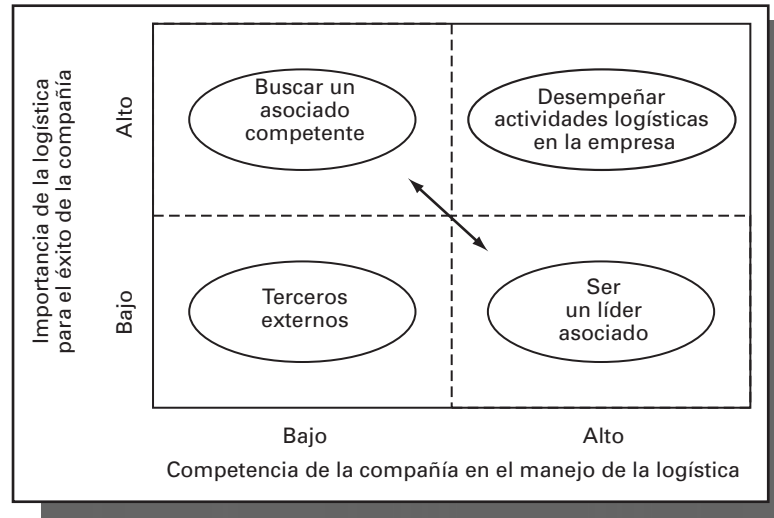 Importancia de la logística
para el éxito de la compañía
Alto
Bajo
Buscar un
asociado
competente
Desempeñar
actividades logísticas
en la empresa
Terceros
externos
Ser
un líder
asociado
Bajo
Alto
Competencia de la compañía en el manejo de la logística